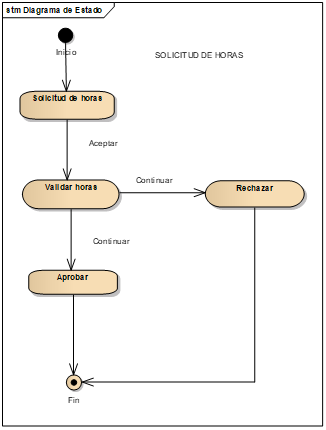 stm Diagrama de Estado
Inicio
SOLICITUD DE HORAS
Solicitud de horas
Aceptar
Validar horas
Continuar
Rechazar
Continuar
Aprobar
Fin